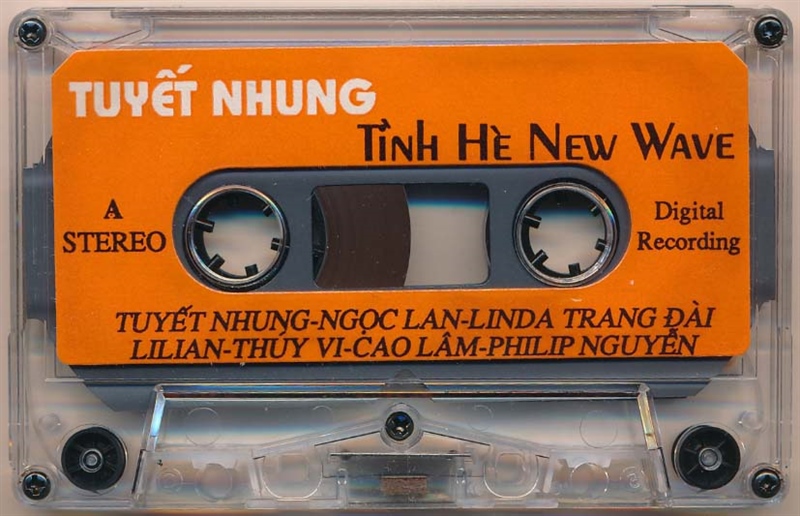 TUYẾT NHUNG
TÌNH HÈ NEW WAVE
A
STEREO
Digital
Recording
TUYẾT NHUNG-NGỌC LAN-LINDA TRANG ĐÀI
LILIAN-THÚY VI-CAO LÂM-PHILIP NGUYỄN